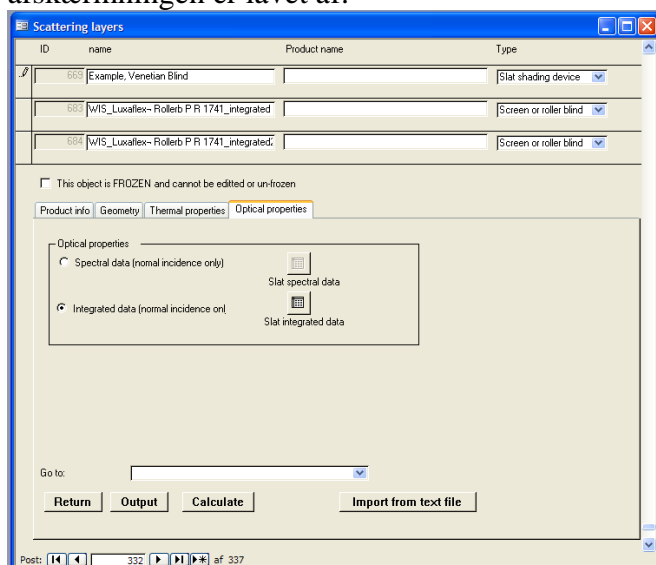 afskærmningen er lavet af.
Scattering layers
ID name Product name Type
669 Example, Venetian Blind Slat shading device
683 WIS_Luxaflex¬ Rollerb P R 1741_integrated Screen or roller blind
684 WIS_Luxaflex¬ Rollerb P R 1741_integrated2 Screen or roller blind
This object is FROZEN and cannot be editted or un-frozen
Product info Geometry Thermal properties Optical properties
Optical properties
Spectral data (nomal incidence only)
Slat spectral data
Integrated data (normal incidence onl
Slat integrated data
Go to:
Return Output Calculate Import from text file
Post: 332 af 337